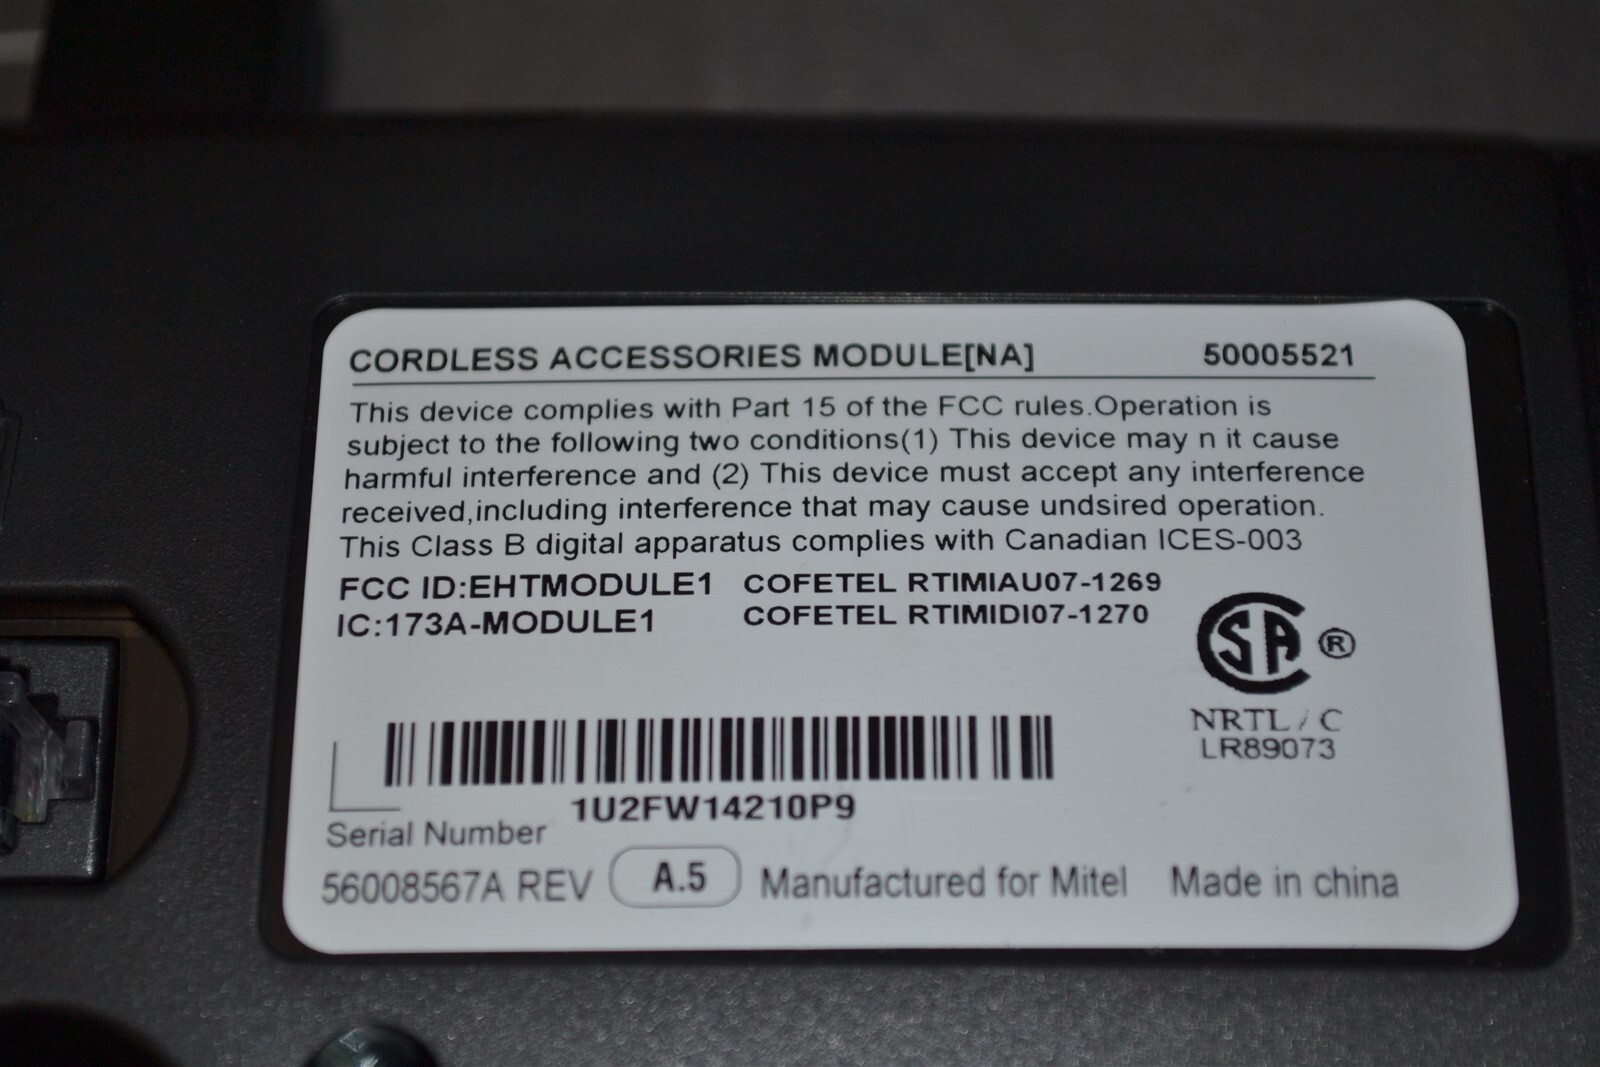 CORDLESS ACCESSORIES MODULE[NA] 50005521
This device complies with Part 15 of the FCC rules.Operation is
subject to the following two conditions(1) This device may n it cause
harmful interference and (2) This device must accept any interference
received,including interference that may cause undsired operation.
This Class B digital apparatus complies with Canadian ICES-003
FCC ID:EHTMODULE1 COFETEL RTIMIAU07-1269
IC:173A-MODULE1 COFETEL RTIMIDI07-1270
CSA ®
NRTL / C
LR89073
1U2FW14210P9
Serial Number
56008567A REV A.5 Manufactured for Mitel Made in china